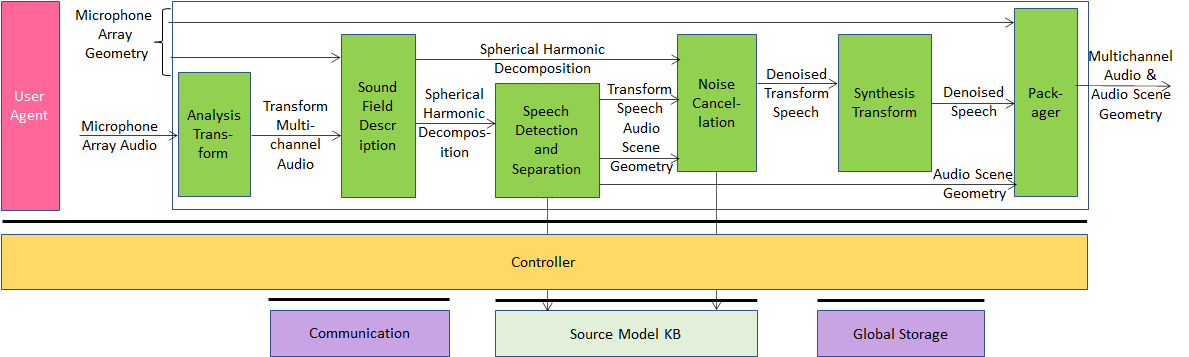 Microphone
Array
Geometry
User
Agent
Microphone
Array Audio
Analysis
Trans-
form
Transform
Multi-
channel
Audio
Sound
Field
Descr
iption
Spherical Harmonic
Decomposition
Spherical
Harmonic
Decompos-
ition
Speech
Detection
and
Separation
Transform
Speech
Audio
Scene
Geometry
Noise
Cancel-
lation
Denoised
Transform
Speech
Synthesis
Transform
Denoised
Speech
Audio Scene
Geometry
Pack-
ager
Multichannel
Audio &
Audio Scene
Geometry
Controller
Communication
Source Model KB
Global Storage